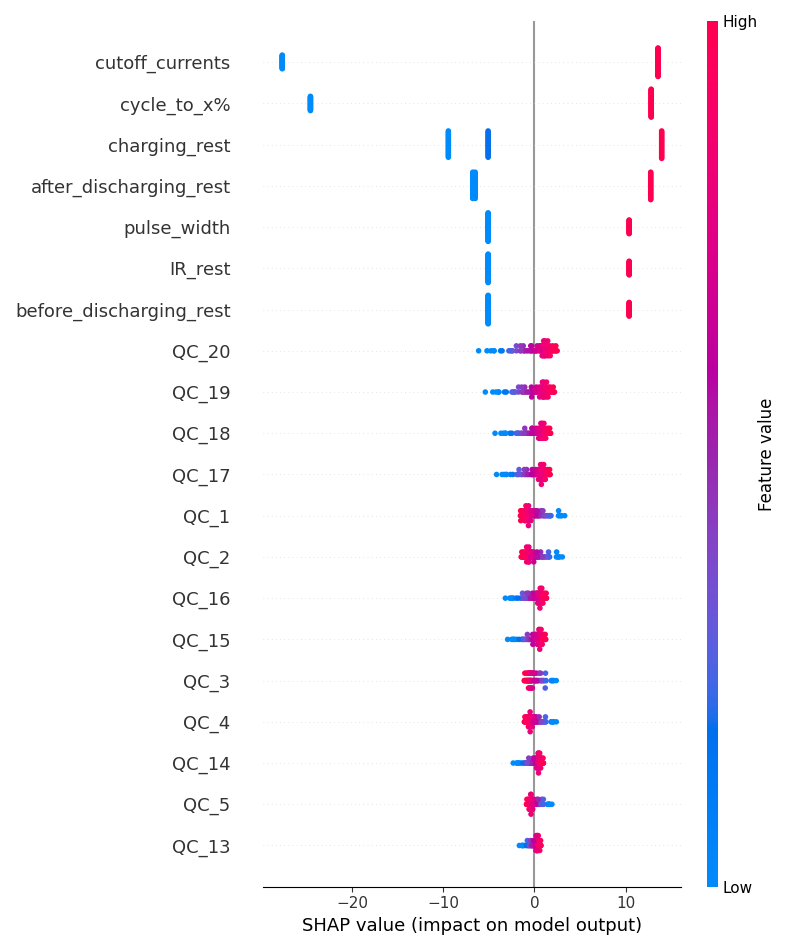 High
cutoff_currents
cycle_to_x%
charging_rest
after_discharging_rest
pulse_width
IR_rest
before_discharging_rest
QC_20
QC_19
QC_18
QC_17
QC_1
QC_2
QC_16
QC_15
QC_3
QC_4
QC_14
QC_5
QC_13
Feature value
Low
−20 −10 0 10
SHAP value (impact on model output)